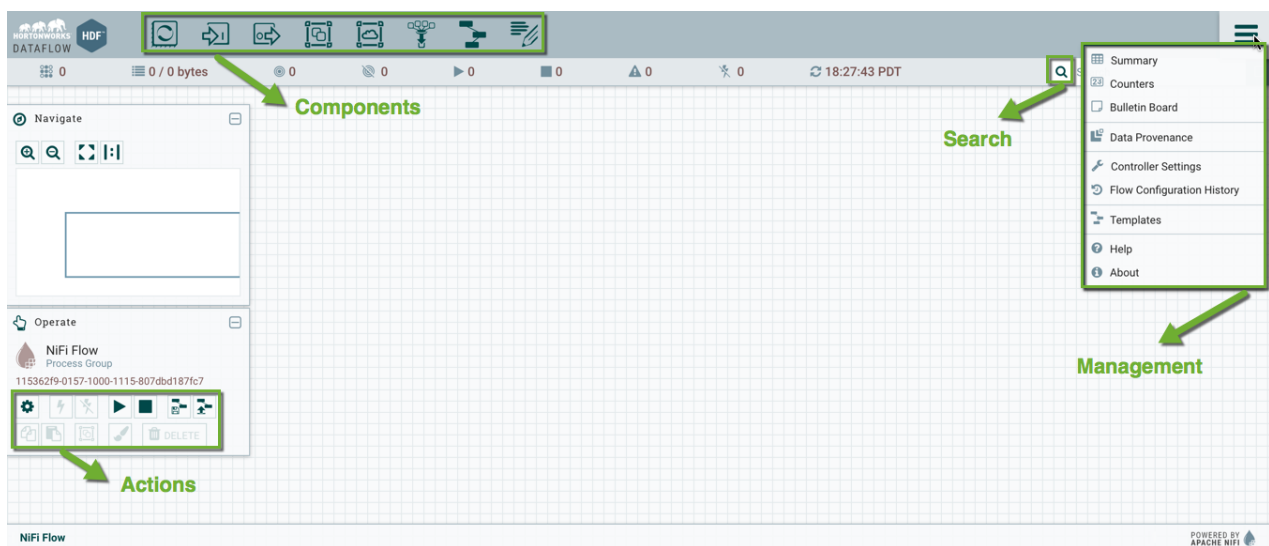 HORTONWORKS
DATAFLOW
HDF
0
0 / 0 bytes
0
0
0
0
0
0
18:27:43 PDT
Components
Search
Summary
Counters
Bulletin Board
Data Provenance
Controller Settings
Flow Configuration History
Templates
Help
About
Management
Navigate
Operate
NiFi Flow
Process Group
115362f9-0157-1000-1115-807dbd187fc7
DELETE
Actions
NiFi Flow
POWERED BY
APACHE NIFI